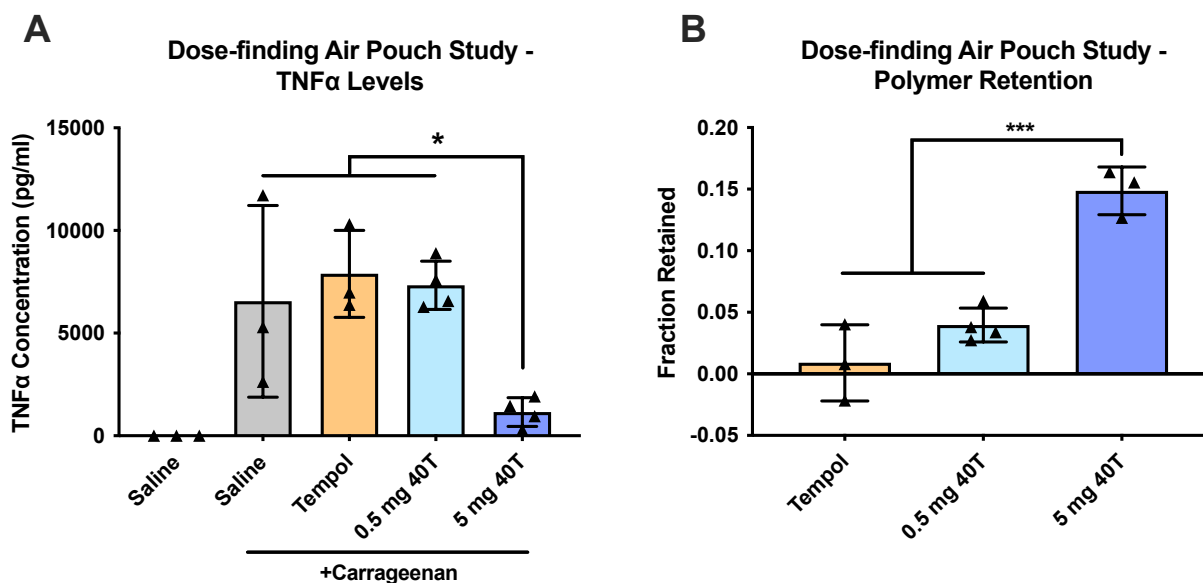 A
Dose-finding Air Pouch Study -
TNFα Levels
TNFα Concentration (pg/ml)
15000
10000
5000
0
*
Saline
Saline
Tempol
0.5 mg 40T
5 mg 40T
+Carrageenan
B
Dose-finding Air Pouch Study -
Polymer Retention
Fraction Retained
0.20
0.15
0.10
0.05
0.00
-0.05
***
Tempol
0.5 mg 40T
5 mg 40T